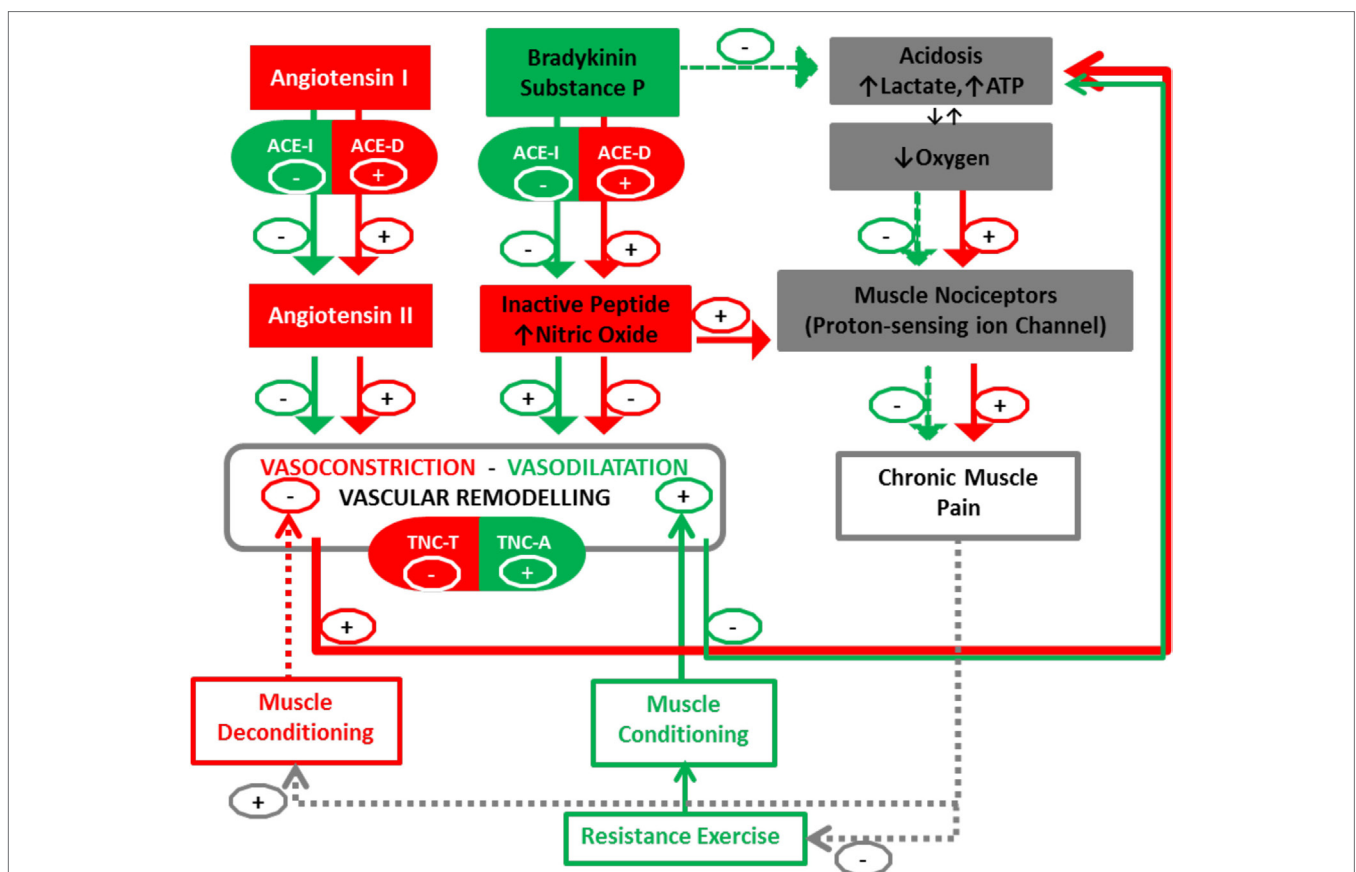 Angiotensin I
ACE-I
ACE-D
-
+
-
+
Angiotensin II
-
+
Bradykinin
Substance P
-
ACE-I
ACE-D
-
+
-
+
Inactive Peptide
↑Nitric Oxide
+
+
-
Acidosis
↑Lactate,↑ATP
↓↑
↓Oxygen
-
+
Muscle Nociceptors
(Proton-sensing ion Channel)
-
+
Chronic Muscle
Pain
VASOCONSTRICTION - VASODILATATION
- VASCULAR REMODELLING +
TNC-T
TNC-A
-
+
+
-
Muscle
Deconditioning
Muscle
Conditioning
+
Resistance Exercise
-